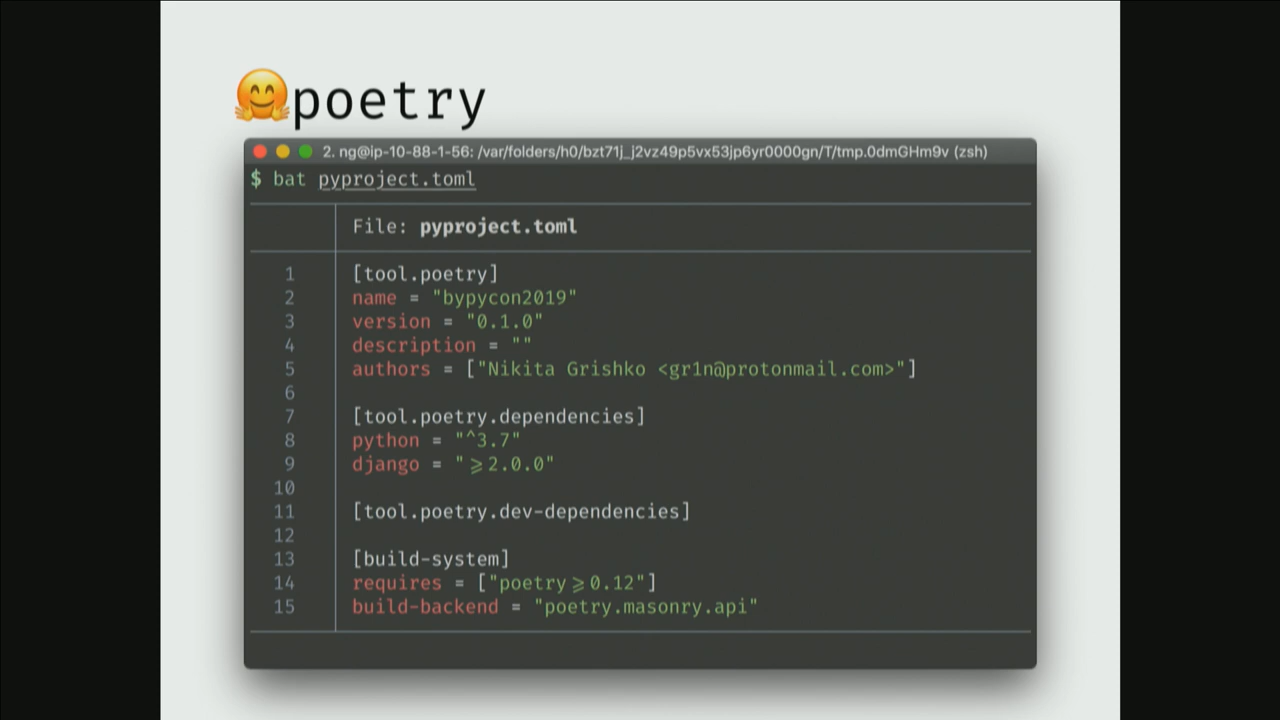 🤗poetry
2. ng@ip-10-88-1-56: /var/folders/h0/bzt71j_j2vz49p5vx53jp6yr0000gn/T/tmp.0dmGHm9v (zsh)
$ bat pyproject.toml
File: pyproject.toml
1 [tool.poetry]
2 name = "bypycon2019"
3 version = "0.1.0"
4 description = ""
5 authors = ["Nikita Grishko <gr1n@protonmail.com>"]
6
7 [tool.poetry.dependencies]
8 python = "^3.7"
9 django = "⩾2.0.0"
10
11 [tool.poetry.dev-dependencies]
12
13 [build-system]
14 requires = ["poetry⩾0.12"]
15 build-backend = "poetry.masonry.api"